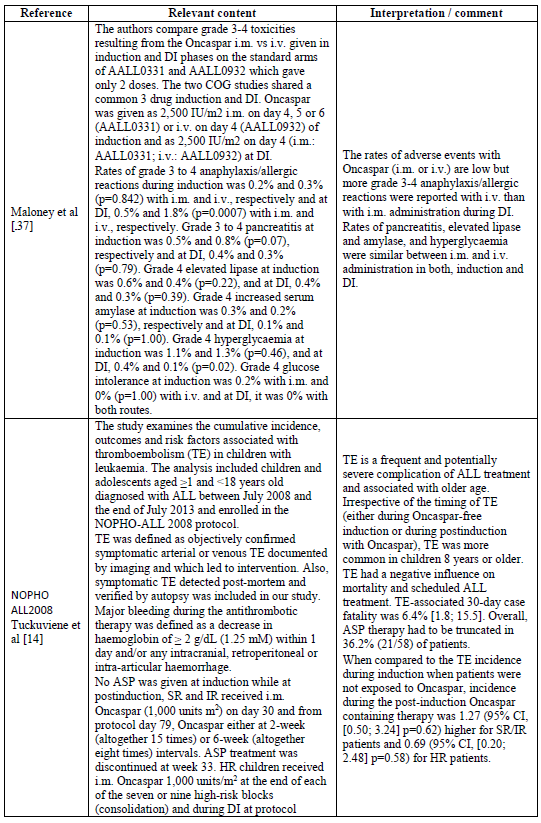 Reference
Relevant content
Interpretation / comment
Maloney et al
[.37]
The authors compare grade 3-4 toxicities
resulting from the Oncaspar i.m. vs i.v. given in
induction and DI phases on the standard arms
of AALL0331 and AALL0932 which gave
only 2 doses. The two COG studies shared a
common 3 drug induction and DI. Oncaspar
was given as 2,500 IU/m2 i.m. on day 4, 5 or 6
(AALL0331) or i.v. on day 4 (AALL0932) of
induction and as 2,500 IU/m2 on day 4 (i.m.:
AALL0331; i.v.: AALL0932) at DI.
Rates of grade 3 to 4 anaphylaxis/allergic
reactions during induction was 0.2% and 0.3%
(p=0.842) with i.m. and i.v., respectively and at
DI, 0.5% and 1.8% (p=0.0007) with i.m. and
i.v., respectively. Grade 3 to 4 pancreatitis at
induction was 0.5% and 0.8% (p=0.07),
respectively and at DI, 0.4% and 0.3%
(p=0.79). Grade 4 elevated lipase at induction
was 0.6% and 0.4% (p=0.22), and at DI, 0.4%
and 0.3% (p=0.39). Grade 4 increased serum
amylase at induction was 0.3% and 0.2%
(p=0.53), respectively and at DI, 0.1% and
0.1% (p=1.00). Grade 4 hyperglycaemia at
induction was 1.1% and 1.3% (p=0.46), and at
DI, 0.4% and 0.1% (p=0.02). Grade 4 glucose
intolerance at induction was 0.2% with i.m. and
0% (p=1.00) with i.v. and at DI, it was 0% with
both routes.
The rates of adverse events with
Oncaspar (i.m. or i.v.) are low but
more grade 3-4 anaphylaxis/allergic
reactions were reported with i.v. than
with i.m. administration during DI.
Rates of pancreatitis, elevated lipase
and amylase, and hyperglycaemia
were similar between i.m. and i.v.
administration in both, induction and
DI.
NOPHO
ALL2008
Tuckuviene et
al [14]
The study examines the cumulative incidence,
outcomes and risk factors associated with
thromboembolism (TE) in children with
leukaemia. The analysis included children and
adolescents aged ≥1 and <18 years old
diagnosed with ALL between July 2008 and
the end of July 2013 and enrolled in the
NOPHO-ALL 2008 protocol.
TE was defined as objectively confirmed
symptomatic arterial or venous TE documented
by imaging and which led to intervention. Also,
symptomatic TE detected post-mortem and
verified by autopsy was included in our study.
Major bleeding during the antithrombotic
therapy was defined as a decrease in
haemoglobin of ≥ 2 g/dL (1.25 mM) within 1
day and/or any intracranial, retroperitoneal or
intra-articular haemorrhage.
No ASP was given at induction while at
postinduction, SR and IR received i.m.
Oncaspar (1,000 units m²) on day 30 and from
protocol day 79, Oncaspar either at 2-week
(altogether 15 times) or 6-week (altogether
eight times) intervals. ASP treatment was
discontinued at week 33. HR children received
i.m. Oncaspar 1,000 units/m² at the end of each
of the seven or nine high-risk blocks
(consolidation) and during DI at protocol
TE is a frequent and potentially
severe complication of ALL treatment
and associated with older age.
Irrespective of the timing of TE
(either during Oncaspar-free
induction or during postinduction
with Oncaspar), TE was more
common in children 8 years or older.
TE had a negative influence on
mortality and scheduled ALL
treatment. TE-associated 30-day case
fatality was 6.4% [1.8; 15.5]. Overall,
ASP therapy had to be truncated in
36.2% (21/58) of patients.
When compared to the TE incidence
during induction when patients were
not exposed to Oncaspar, incidence
during the post-induction Oncaspar
containing therapy was 1.27 (95% CI,
[0.50; 3.24] p=0.62) higher for SR/IR
patients and 0.69 (95% CI, [0.20;
2.48] p=0.58) for HR patients.